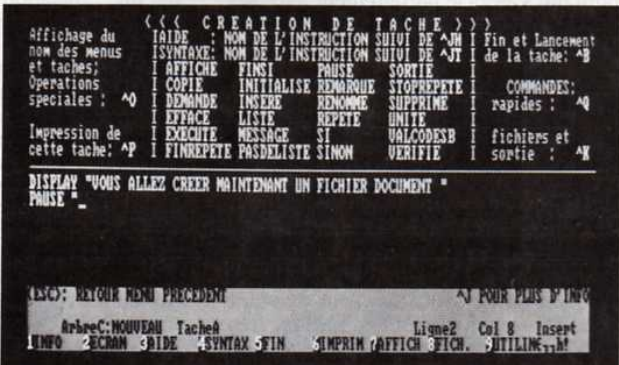 < < <  C R E A T I O N   D E   T A C H E  > > >
Affichage du | AIDE : NOM DE L'INSTRUCTION SUIVI DE ^JH | Fin et Lancement
nom des menus | SYNTAXE: NOM DE L'INSTRUCTION SUIVI DE ^JT | de la tache: ^B
et taches; | AFFICHE FINSI PAUSE SORTIE |
Operations | COPIE INITIALISE REMARQUE STOPREPETE | COMMANDES:
speciales : ^O | DEMANDE INSERE RENOMME SUPPRIME | rapides : ^Q
| EFFACE LISTE REPETE UNITE |
Impression de | EXECUTE MESSAGE SI VALCODESB | fichiers et
cette tache: ^P | FINREPETE PASDELISTE SINON VERIFIE | sortie : ^K
DISPLAY "VOUS ALLEZ CREER MAINTENANT UN FICHIER DOCUMENT "
PAUSE "_
(ESC): RETOUR MENU PRECEDENT ^J POUR PLUS D'INFO
ArbreC:NOUVEAU TacheA Ligne2 Col 8 Insert
1INFO 2ECRAN 3AIDE 4SYNTAX 5FIN 6IMPRIM 7AFFICH 8FICH. 9UTILINE